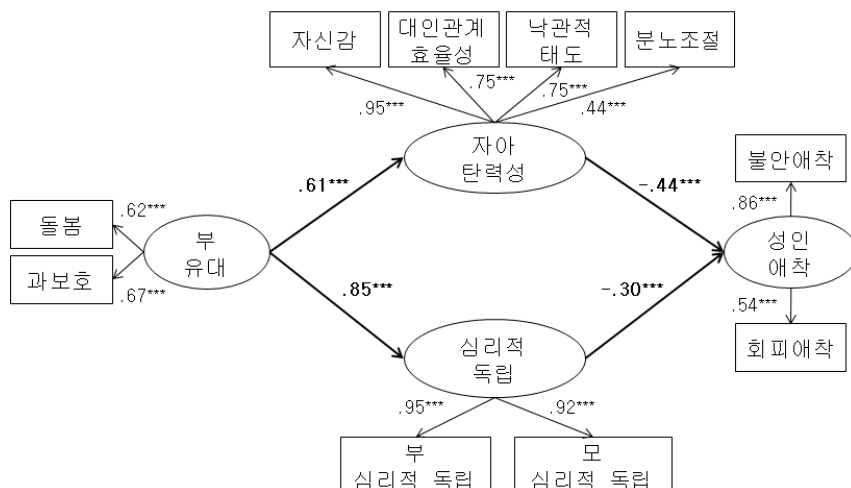 자신감
대인관계
효율성
낙관적
태도
분노조절
.95***
.75***
.75***
.44***
자아
탄력성
불안애착
.61***
-.44***
.86***
돌봄
.62***
부
유대
성인
애착
과보호
.67***
.85***
-.30***
.54***
심리적
독립
회피애착
.95***
.92***
부
심리적 독립
모
심리적 독립